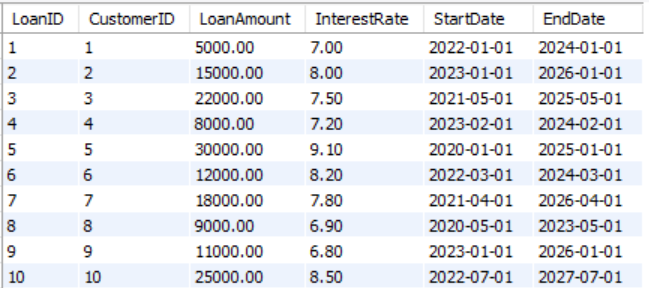 LoanID CustomerID LoanAmount InterestRate StartDate EndDate
1 1 5000.00 7.00 2022-01-01 2024-01-01
2 2 15000.00 8.00 2023-01-01 2026-01-01
3 3 22000.00 7.50 2021-05-01 2025-05-01
4 4 8000.00 7.20 2023-02-01 2024-02-01
5 5 30000.00 9.10 2020-01-01 2025-01-01
6 6 12000.00 8.20 2022-03-01 2024-03-01
7 7 18000.00 7.80 2021-04-01 2026-04-01
8 8 9000.00 6.90 2020-05-01 2023-05-01
9 9 11000.00 6.80 2023-01-01 2026-01-01
10 10 25000.00 8.50 2022-07-01 2027-07-01